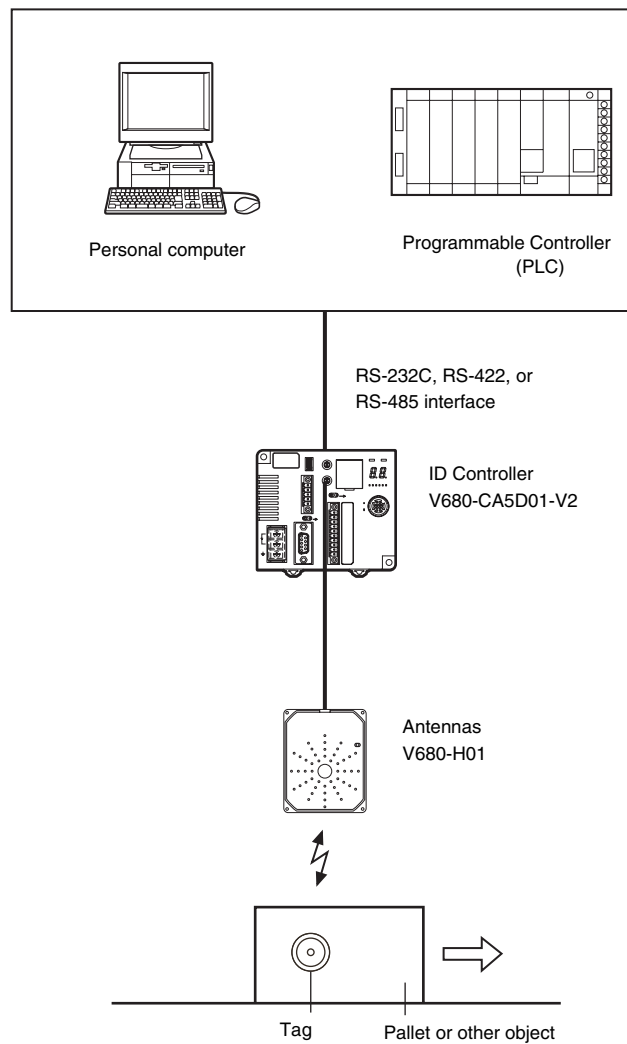 Personal computer
Programmable Controller
(PLC)
RS-232C, RS-422, or
RS-485 interface
ID Controller
V680-CA5D01-V2
Antennas
V680-H01
Tag
Pallet or other object